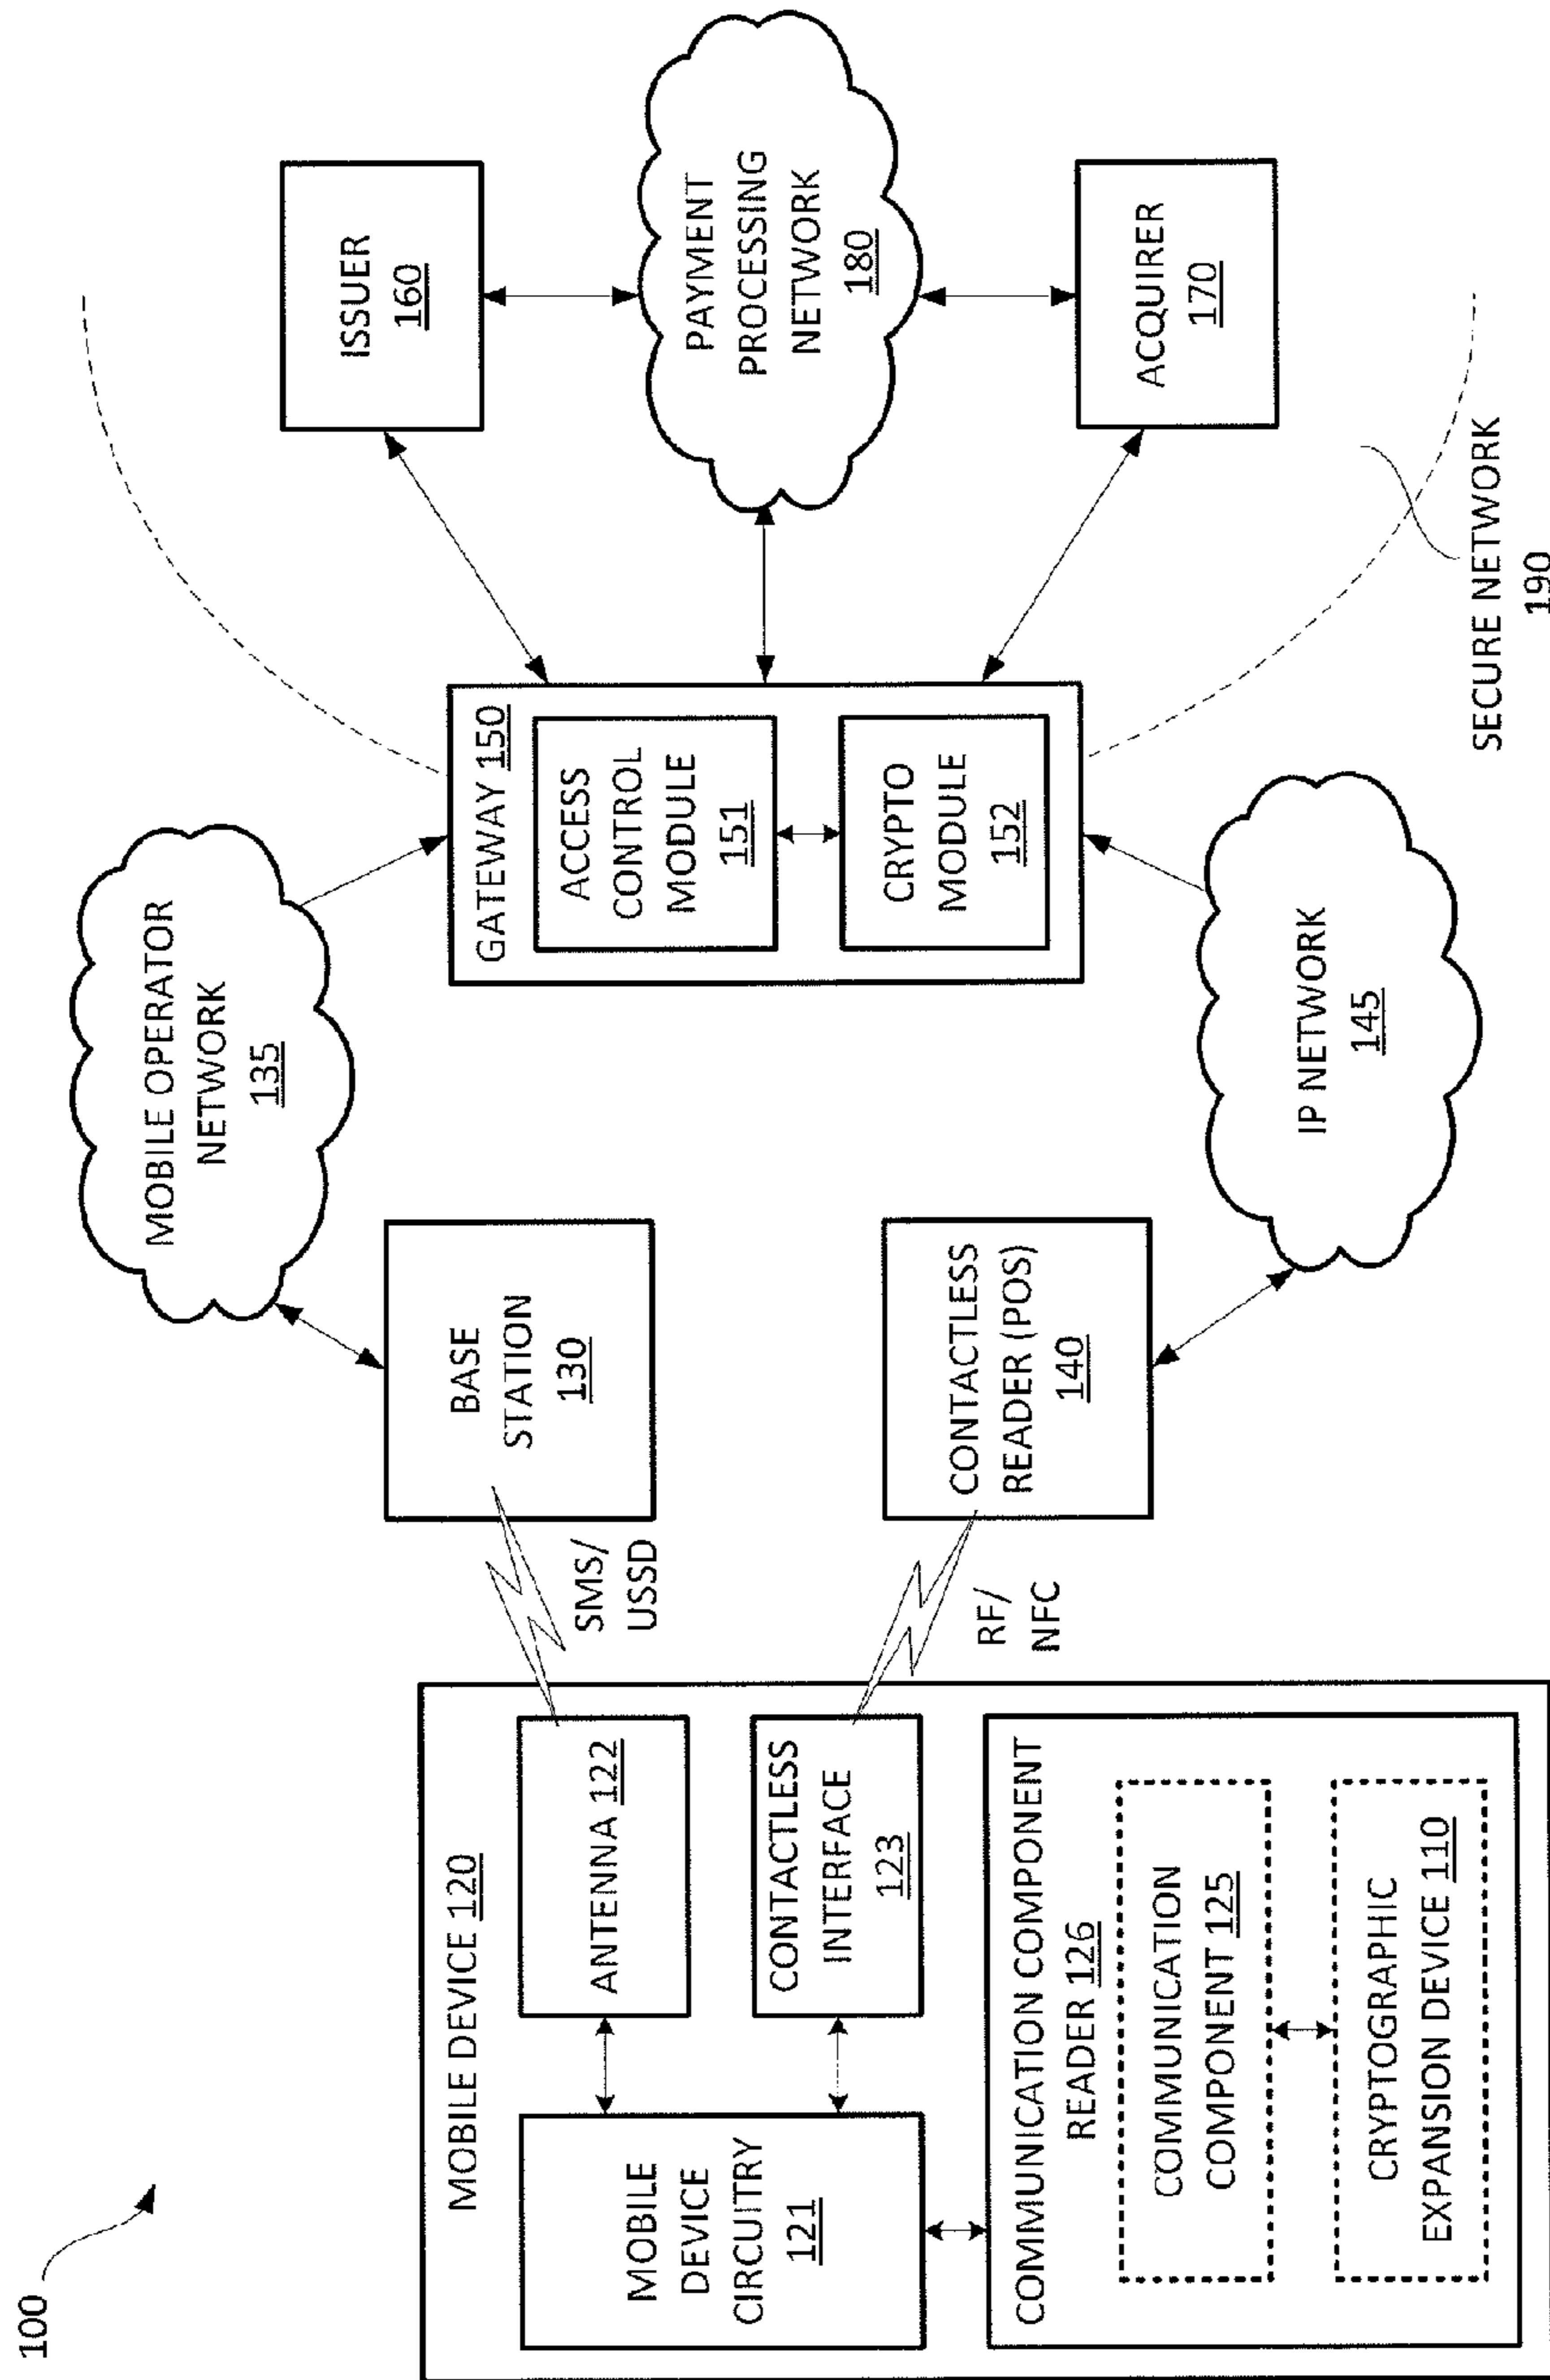 100
MOBILE DEVICE 120
MOBILE
DEVICE
CIRCUITRY
121
ANTENNA 122
CONTACTLESS
INTERFACE
123
COMMUNICATION COMPONENT
READER 126
COMMUNICATION
COMPONENT 125
CRYPTOGRAPHIC
EXPANSION DEVICE 110
SMS/
USSD
RF/
NFC
BASE
STATION
130
CONTACTLESS
READER (POS)
140
MOBILE OPERATOR
NETWORK
135
IP NETWORK
145
GATEWAY 150
ACCESS
CONTROL
MODULE
151
CRYPTO
MODULE
152
ISSUER
160
PAYMENT
PROCESSING
NETWORK
180
ACQUIRER
170
SECURE NETWORK
190